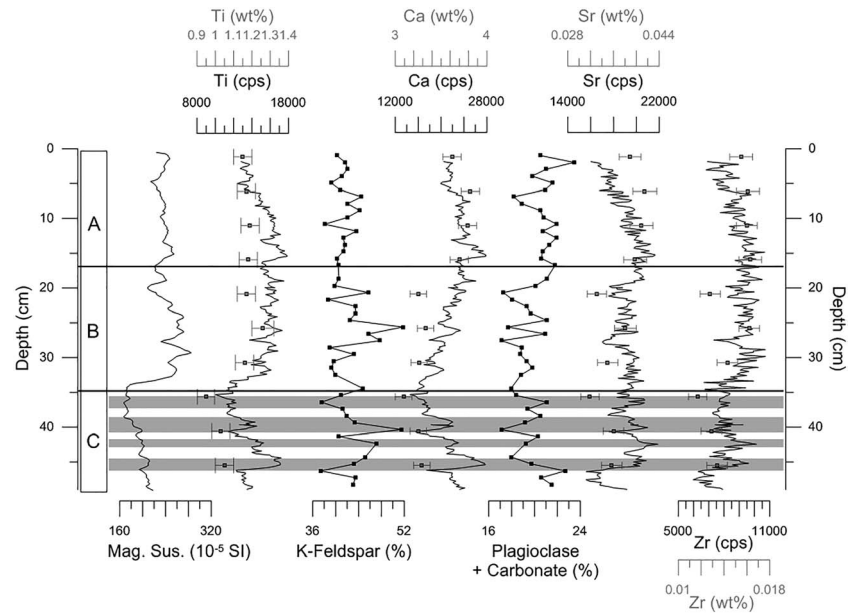 Ti (wt%)
0.9 1 1.1 1.2 1.3 1.4
Ti (cps)
8000 18000
12000 28000
Ca (wt%)
3 4
Ca (cps)
Sr (wt%)
0.028 0.044
Sr (cps)
14000 22000
0
10
20
30
40
Depth (cm)
A
B
C
0
10
20
30
40
Depth (cm)
160 320
Mag. Sus. (10⁻⁵ SI)
36 52
K-Feldspar (%)
16 24
Plagioclase
+ Carbonate (%)
5000 11000
Zr (cps)
0.01 0.018
Zr (wt%)